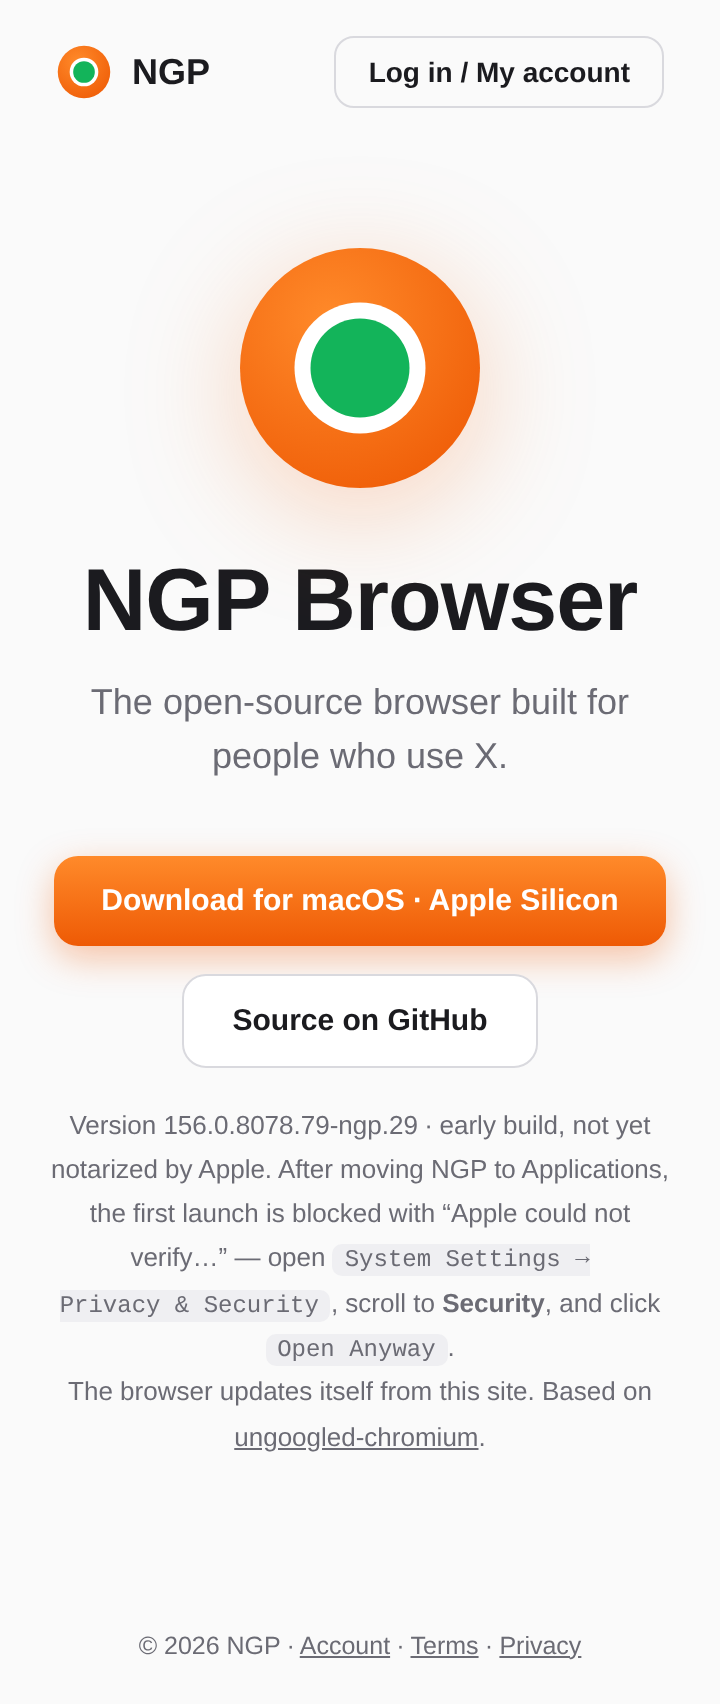 NGP
Log in / My account
NGP Browser
The open-source browser built for
people who use X.
Download for macOS · Apple Silicon
Source on GitHub
Version 156.0.8078.79-ngp.29 · early build, not yet
notarized by Apple. After moving NGP to Applications,
the first launch is blocked with “Apple could not
verify…” — open System Settings →
Privacy & Security, scroll to Security, and click
Open Anyway.
The browser updates itself from this site. Based on
ungoogled-chromium.
© 2026 NGP · Account · Terms · Privacy